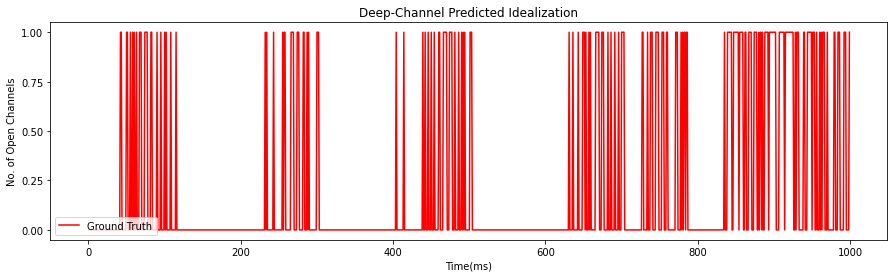 Deep-Channel Predicted Idealization
No. of Open Channels
1.00
0.75
0.50
0.25
0.00
Ground Truth
0
200
400
600
800
1000
Time(ms)